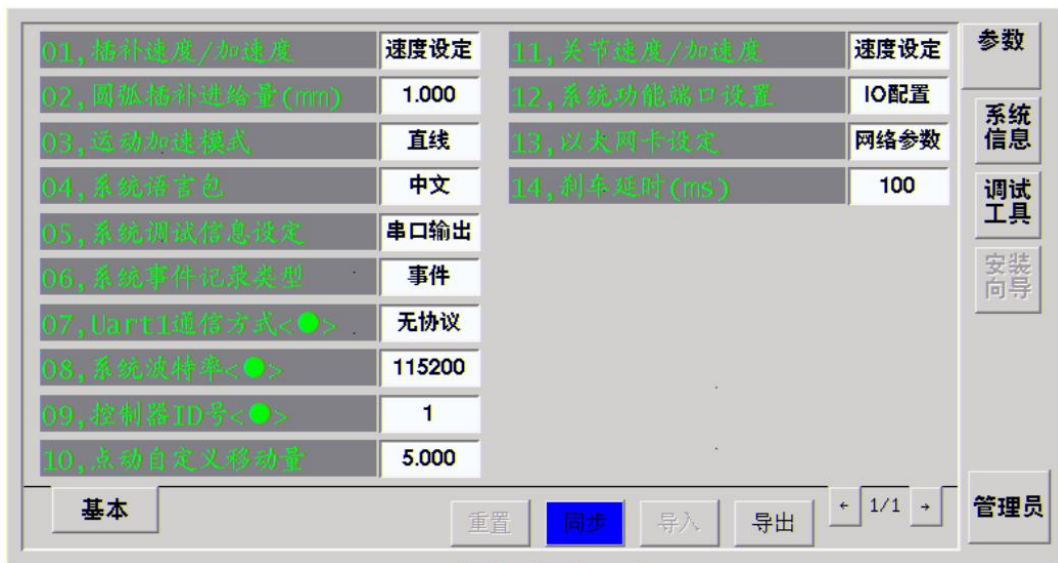 01,插补速度/加速度 速度设定
02,圆弧插补进给量(mm) 1.000
03,运动加速模式 直线
04,系统语言包 中文
05,系统调试信息设定 串口输出
06,系统事件记录类型 事件
07,Uart1通信方式<●> 无协议
08,系统波特率<●> 115200
09,控制器ID号<●> 1
10,点动自定义移动量 5.000
11,关节速度/加速度 速度设定
12,系统功能端口设置 IO配置
13,以太网卡设定 网络参数
14,刹车延时(ms) 100
参数
系统
信息
调试
工具
安装
向导
管理员
基本
重置 同步 导入 导出 ← 1/1 →